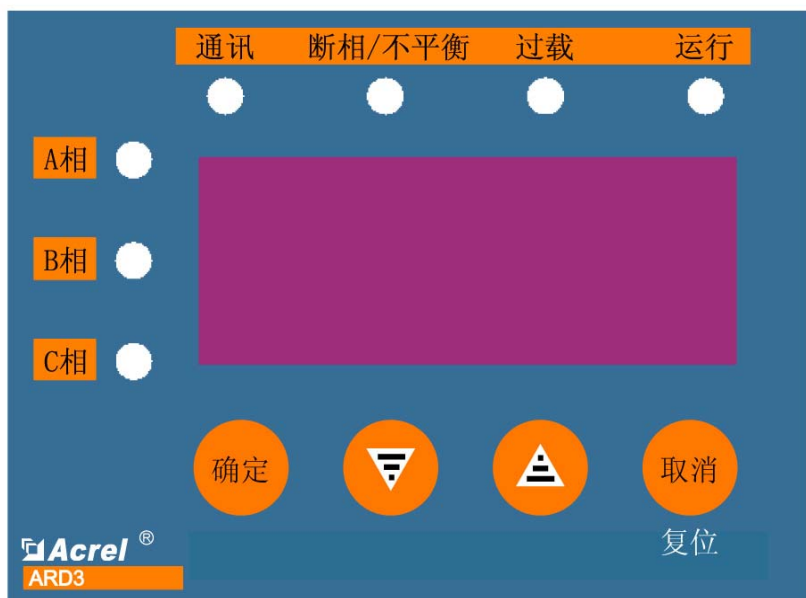 通讯 断相/不平衡 过载 运行
A相
B相
C相
确定 取消
复位
Acrel ®
ARD3